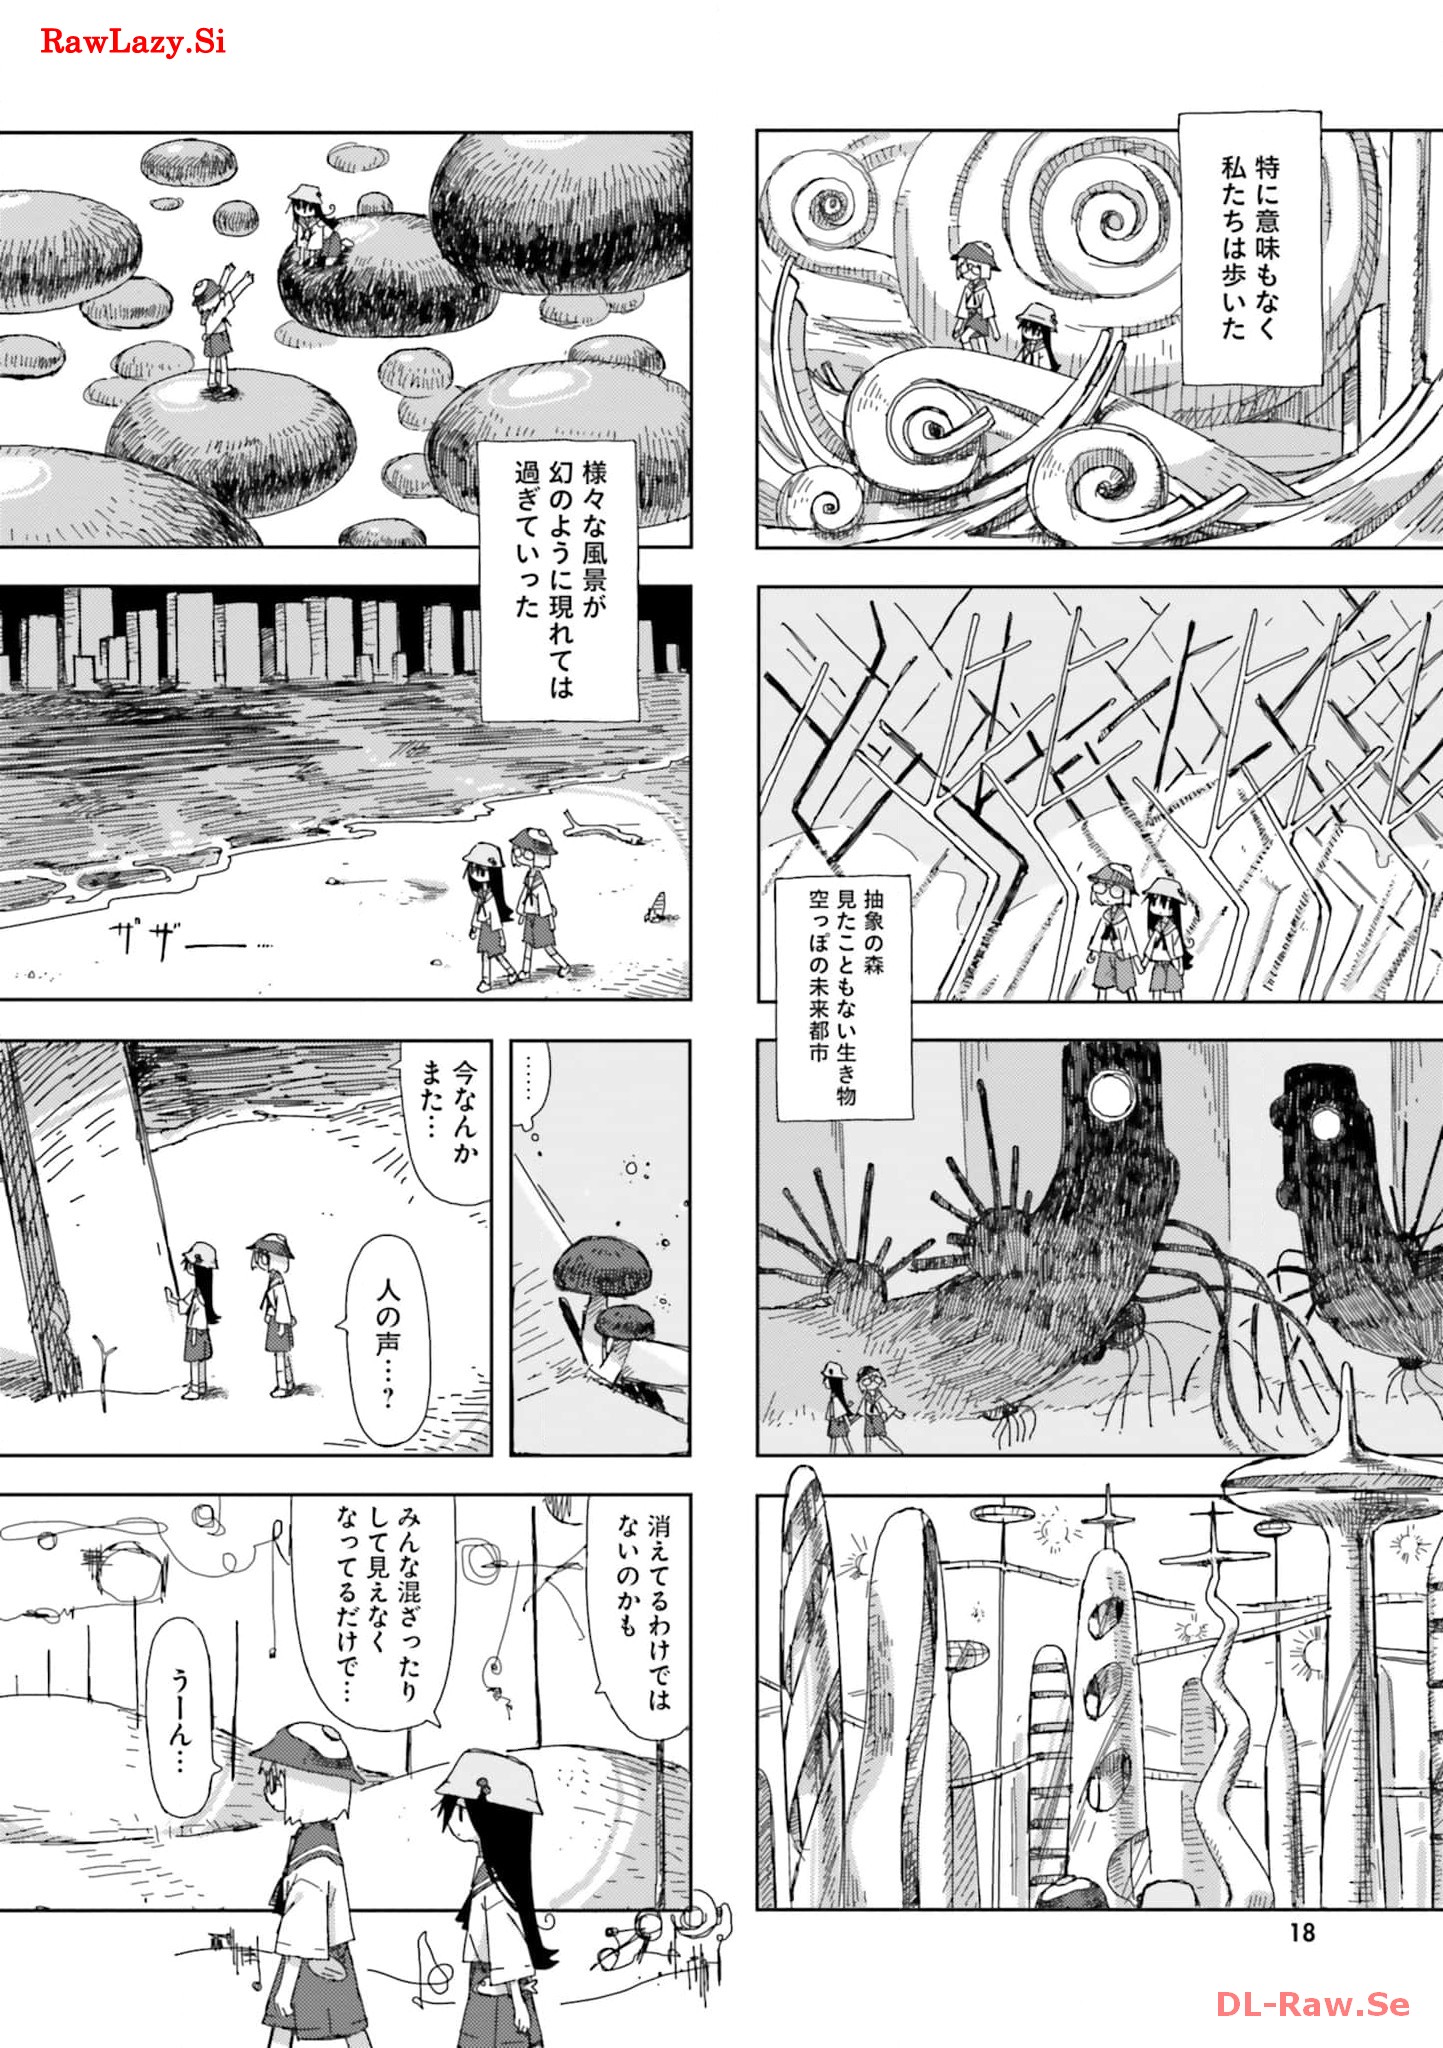 RawLazy.Si
特に意味もなく
私たちは歩いた
抽象の森
見たこともない生き物
空っぽの未来都市
様々な風景が
幻のように現れては
過ぎていった
ザザー……
……
今なんか
また…
人の声…?
消えてるわけでは
ないのかも
みんな混ざったり
して見えなく
なってるだけで…
うーん…
18
DL-Raw.Se